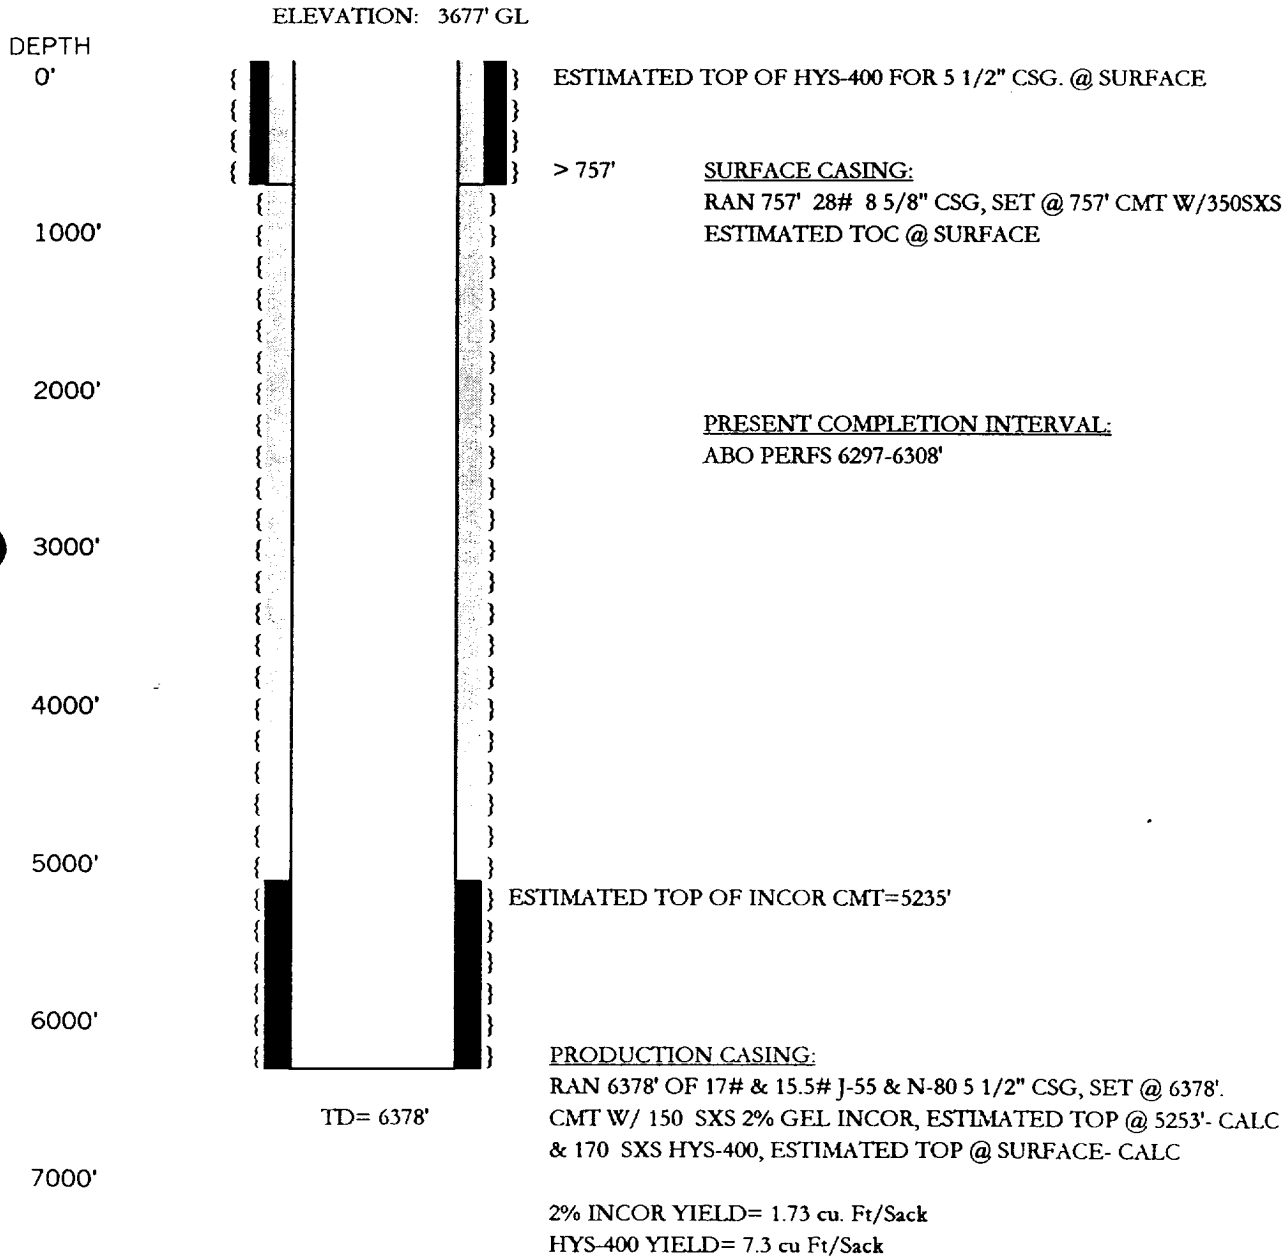 ELEVATION: 3677' GL
DEPTH
0'
ESTIMATED TOP OF HYS-400 FOR 5 1/2" CSG. @ SURFACE
> 757'
SURFACE CASING:
RAN 757' 28# 8 5/8" CSG, SET @ 757' CMT W/350SXS
1000'
ESTIMATED TOC @ SURFACE
2000'
PRESENT COMPLETION INTERVAL:
ABO PERFS 6297-6308'
3000'
4000'
5000'
ESTIMATED TOP OF INCOR CMT=5235'
6000'
PRODUCTION CASING:
RAN 6378' OF 17# & 15.5# J-55 & N-80 5 1/2" CSG, SET @ 6378'.
TD= 6378'
CMT W/ 150 SXS 2% GEL INCOR, ESTIMATED TOP @ 5253'- CALC
& 170 SXS HYS-400, ESTIMATED TOP @ SURFACE- CALC
7000'
2% INCOR YIELD= 1.73 cu. Ft/Sack
HYS-400 YIELD= 7.3 cu Ft/Sack